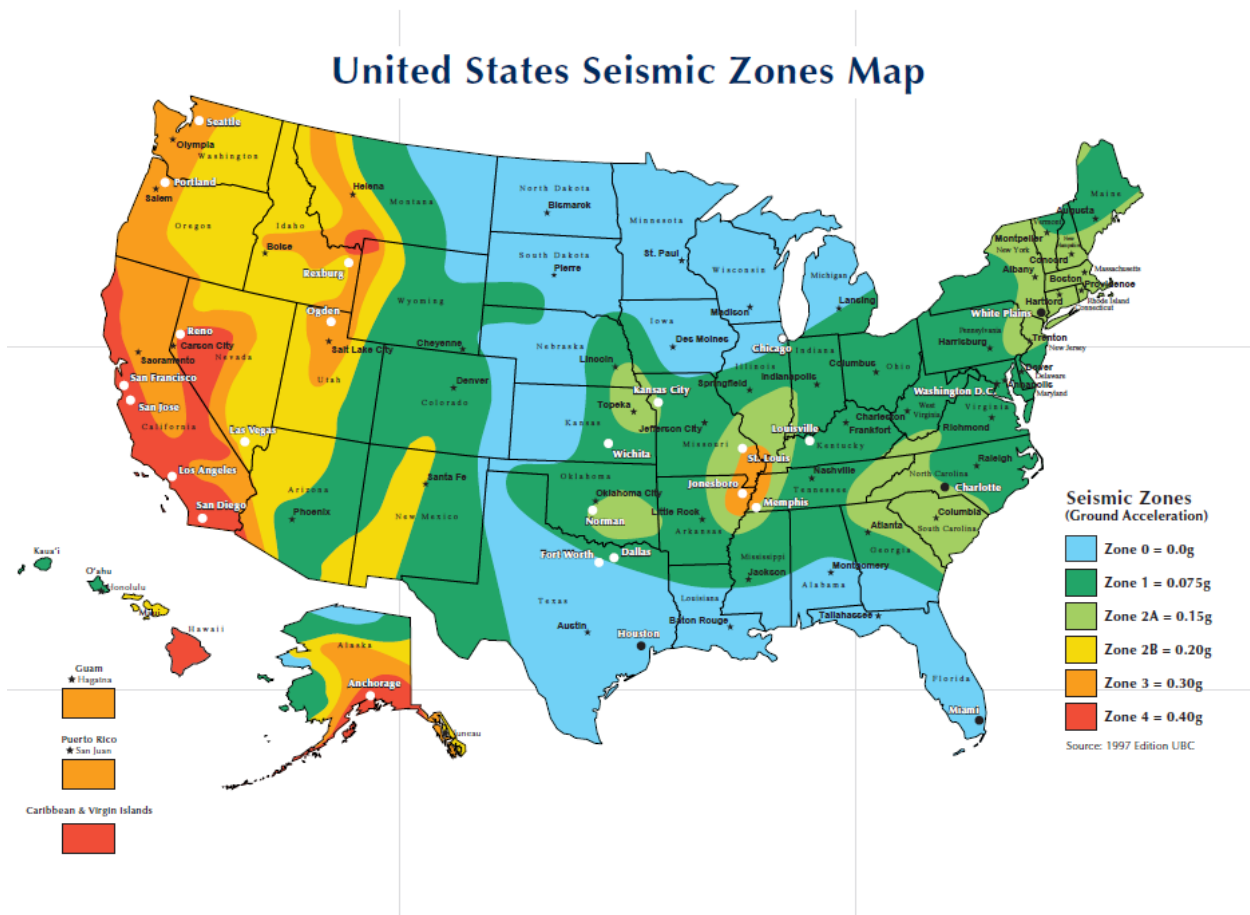 United States Seismic Zones Map
Seattle
Olympia
Washington
Portland
Salem
Oregon
Helena
Montana
Idaho
Boise
Rexburg
Ogden
Salt Lake City
Utah
Reno
Carson City
Nevada
Sacramento
San Francisco
San Jose
California
Las Vegas
Los Angeles
San Diego
Arizona
Phoenix
Wyoming
Cheyenne
Denver
Colorado
Santa Fe
New Mexico
North Dakota
Bismarok
South Dakota
Pierre
Nebraska
Lincoln
Kansas
Topeka
Wichita
Oklahoma
Oklahoma City
Norman
Fort Worth
Dallas
Texas
Austin
Houston
Minnesota
St. Paul
Iowa
Des Moines
Kansas City
Jefferson City
Missouri
St. Louis
Jonesboro
Little Rock
Arkansas
Louisiana
Baton Rouge
Wisconsin
Madison
Chicago
Illinois
Springfield
Michigan
Lansing
Indiana
Indianapolis
Columbus
Ohio
Louisville
Kentucky
Frankfort
Charleston
West
Virginia
Nashville
Tennessee
Memphis
Mississippi
Jackson
Alabama
Montgomery
Tallahassee
Florida
Miami
Atlanta
Georgia
Columbia
South Carolina
Charlotte
North Carolina
Raleigh
Virginia
Richmond
Washington D.C.
Annapolis
Maryland
Dover
Delaware
Pennsylvania
Harrisburg
Trenton
New Jersey
White Plains
New York
Albany
Hartford
Connecticut
Rhode Island
Providence
Boston
Massachusetts
Concord
Montpelier
Augusta
Maine
Kaua'i
O'ahu
Honolulu
Maui
Hawaii
Alaska
Anchorage
Juneau
Guam
Hagatna
Puerto Rico
San Juan
Caribbean & Virgin Islands
Seismic Zones
(Ground Acceleration)
Zone 0 = 0.0g
Zone 1 = 0.075g
Zone 2A = 0.15g
Zone 2B = 0.20g
Zone 3 = 0.30g
Zone 4 = 0.40g
Source: 1997 Edition UBC